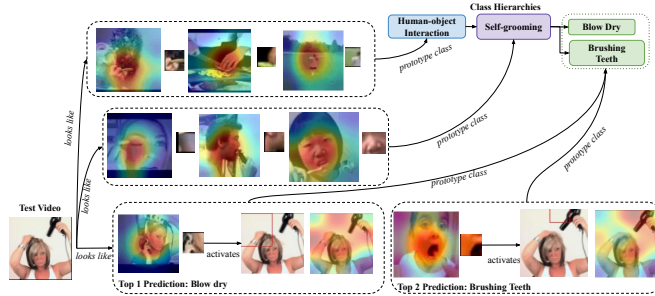 Class Hierarchies
Human-object
Interaction
Self-grooming
Blow Dry
Brushing
Teeth
prototype class
prototype class
prototype class
prototype class
looks like
looks like
looks like
Test Video
activates
activates
Top 1 Prediction: Blow dry
Top 2 Prediction: Brushing Teeth